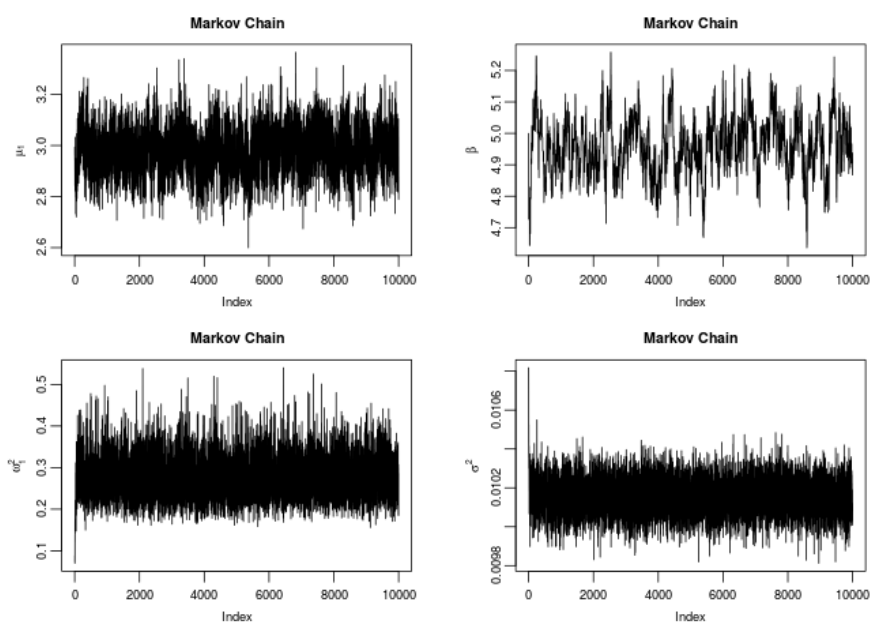 Markov Chain
μ1
3.2
3.0
2.8
2.6
0 2000 4000 6000 8000 10000
Index
Markov Chain
β
5.2
5.1
5.0
4.9
4.8
4.7
0 2000 4000 6000 8000 10000
Index
Markov Chain
ω²1
0.5
0.4
0.3
0.2
0.1
0 2000 4000 6000 8000 10000
Index
Markov Chain
σ²
0.0106
0.0102
0.0098
0 2000 4000 6000 8000 10000
Index